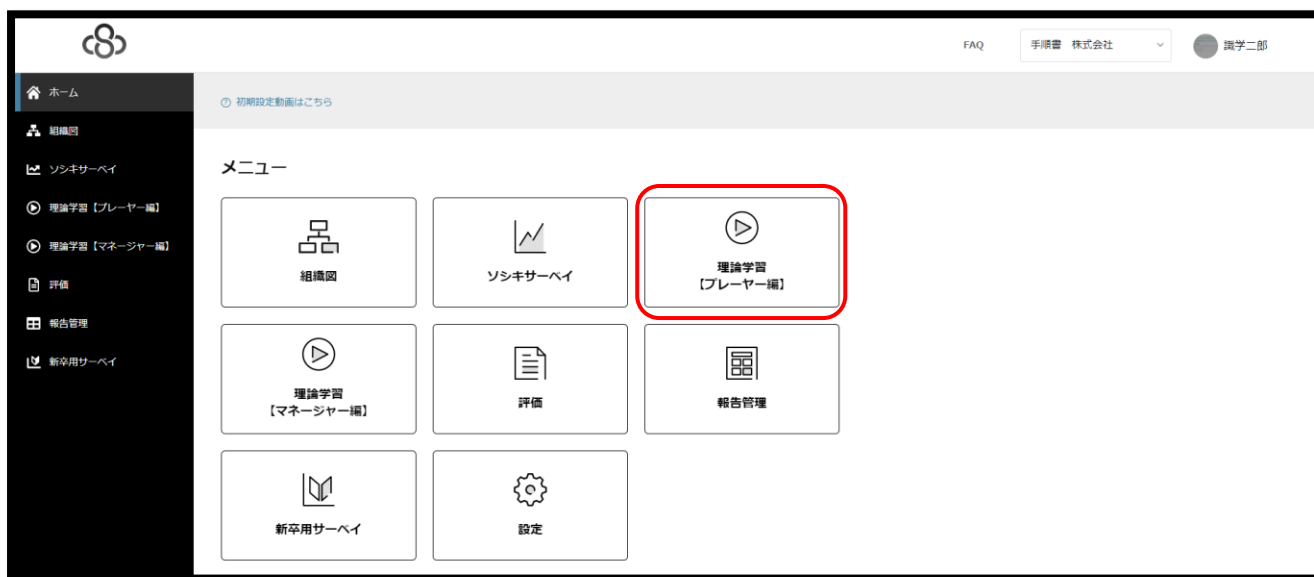 FAQ
手順書 株式会社
識学二郎
ホーム
組織図
ソシキサーベイ
理論学習【プレーヤー編】
理論学習【マネージャー編】
評価
報告管理
新卒用サーベイ
初期設定動画はこちら
メニュー
組織図
ソシキサーベイ
理論学習
【プレーヤー編】
理論学習
【マネージャー編】
評価
報告管理
新卒用サーベイ
設定